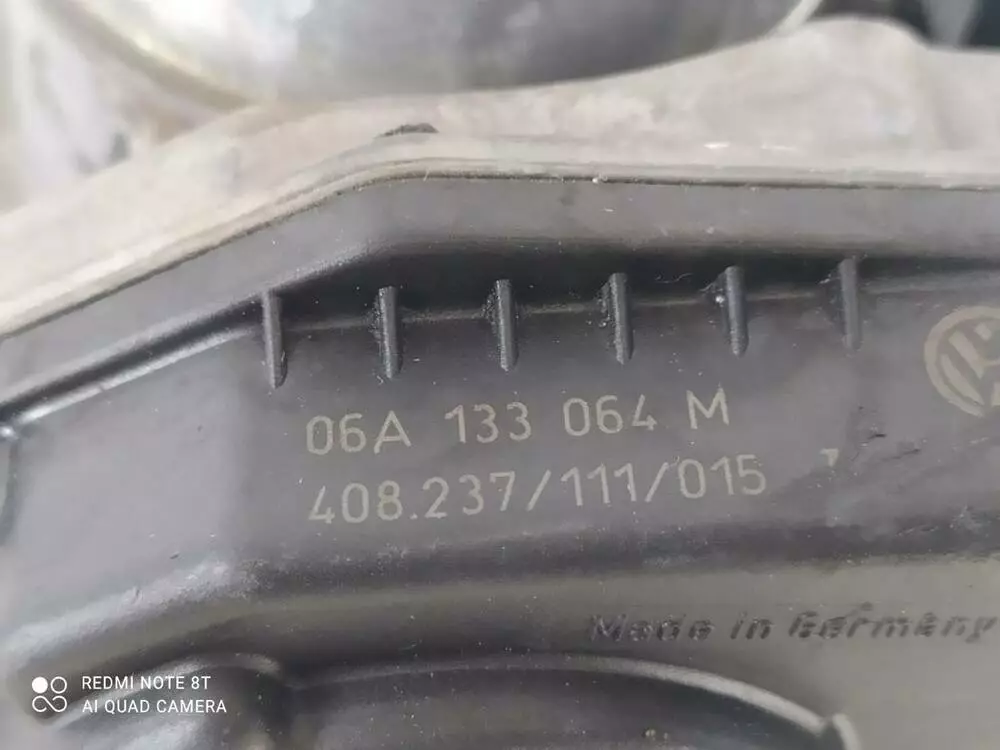 06A 133 064 M
408.237/111/015
Made in Germany
REDMI NOTE 8T
AI QUAD CAMERA